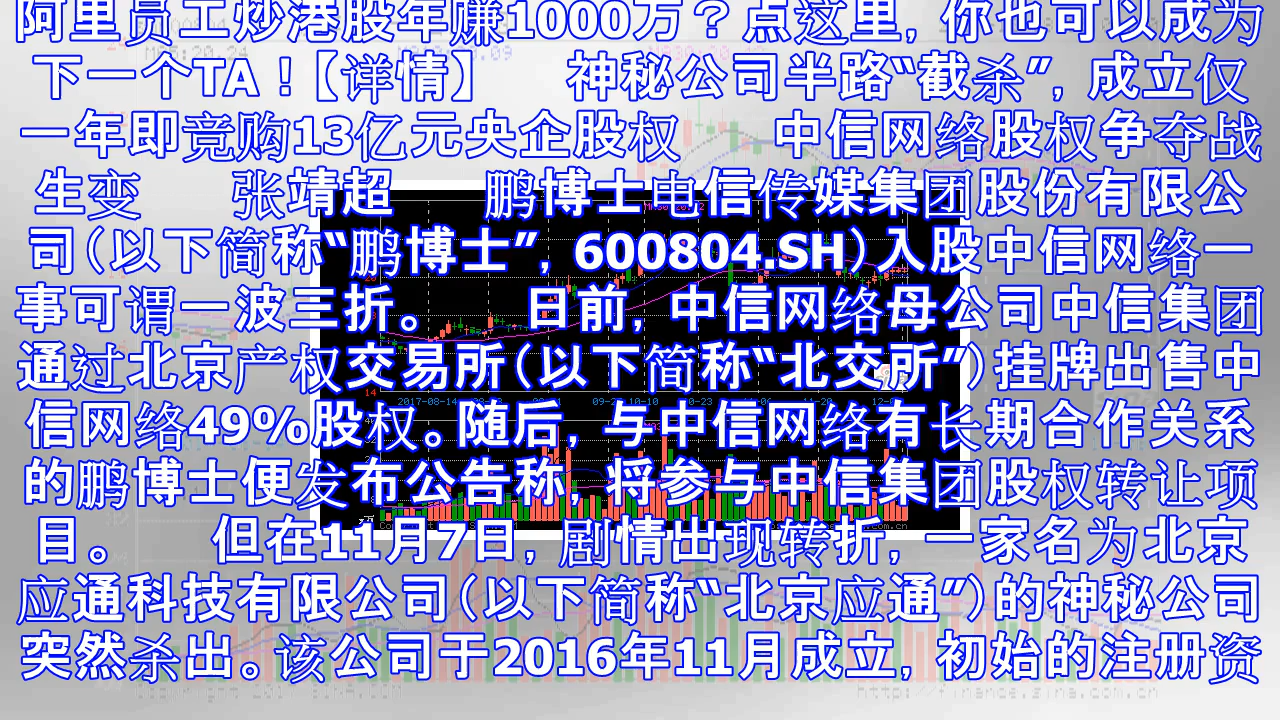 阿里员工炒港股年赚1000万？点这里, 你也可以成为
下一个TA！【详情】 神秘公司半路“截杀”, 成立仅
一年即竞购13亿元央企股权 中信网络股权争夺战
生变 张靖超 鹏博士电信传媒集团股份有限公
司(以下简称“鹏博士”, 600804.SH)入股中信网络一
事可谓一波三折。 日前, 中信网络母公司中信集团
通过北京产权交易所(以下简称“北交所”)挂牌出售中
信网络49%股权。随后, 与中信网络有长期合作关系
的鹏博士便发布公告称, 将参与中信集团股权转让项
目。 但在11月7日, 剧情出现转折, 一家名为北京
应通科技有限公司(以下简称“北京应通”)的神秘公司
突然杀出。该公司于2016年11月成立, 初始的注册资